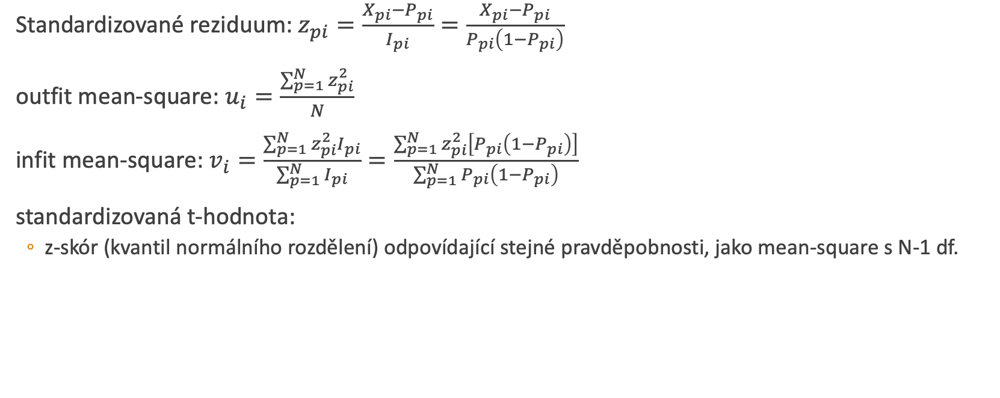 Standardizované reziduum: $z_{pi} = \frac{X_{pi}-P_{pi}}{I_{pi}} = \frac{X_{pi}-P_{pi}}{P_{pi}(1-P_{pi})}$
outfit mean-square: $u_i = \frac{\sum_{p=1}^{N} z_{pi}^2}{N}$
infit mean-square: $v_i = \frac{\sum_{p=1}^{N} z_{pi}^2 I_{pi}}{\sum_{p=1}^{N} I_{pi}} = \frac{\sum_{p=1}^{N} z_{pi}^2 [P_{pi}(1-P_{pi})]}{\sum_{p=1}^{N} P_{pi}(1-P_{pi})}$
standardizovaná t-hodnota:
◦ z-skór (kvantil normálního rozdělení) odpovídající stejné pravděpobnosti, jako mean-square s N-1 df.